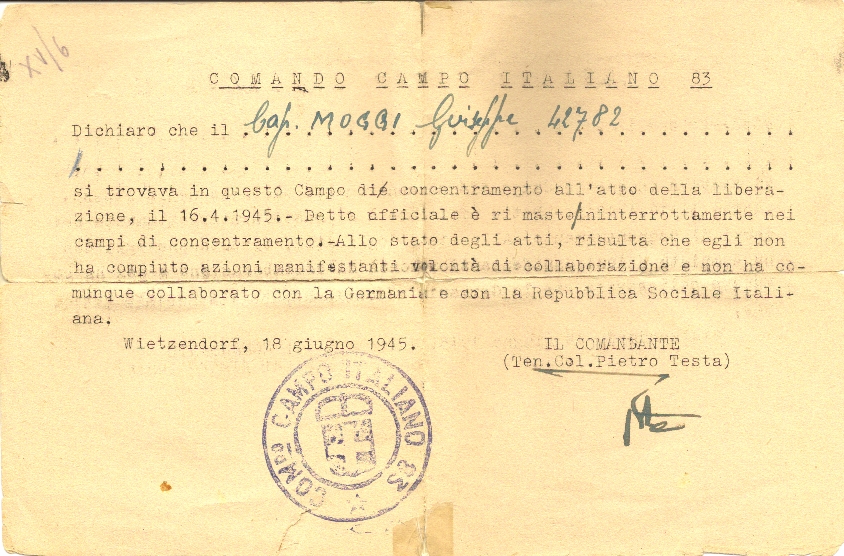 XV/6
COMANDO CAMPO ITALIANO 83
Dichiaro che il Cap. MOGGI Giuseppe 42782
si trovava in questo Campo dié concentramento all'atto della libera-
zione, il 16.4.1945.- Detto ufficiale è ri masto/ininterrottamente nei
campi di concentramento.-Allo stato degli atti, risulta che egli non
ha compiuto azioni manifestanti volontà di collaborazione e non ha co-
munque collaborato con la Germania e con la Repubblica Sociale Itali-
ana.
Wietzendorf, 18 giugno 1945.
IL COMANDANTE
(Ten.Col.Pietro Testa)
COMDO CAMPO ITALIANO 83